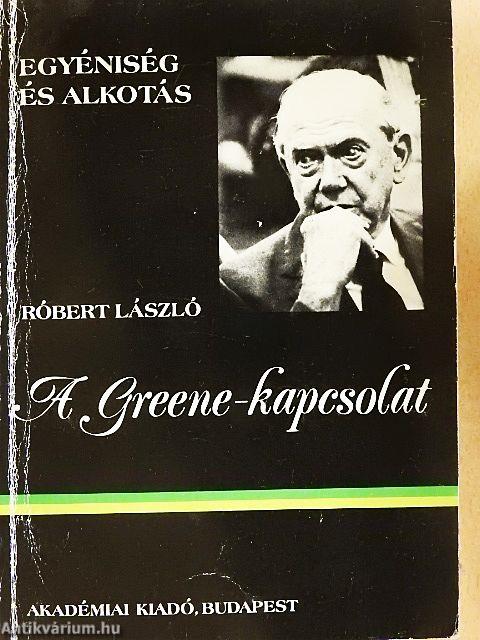 EGYÉNISÉG
ÉS ALKOTÁS
RÓBERT LÁSZLÓ
A Greene-kapcsolat
AKADÉMIAI KIADÓ, BUDAPEST
Antikvárium.hu